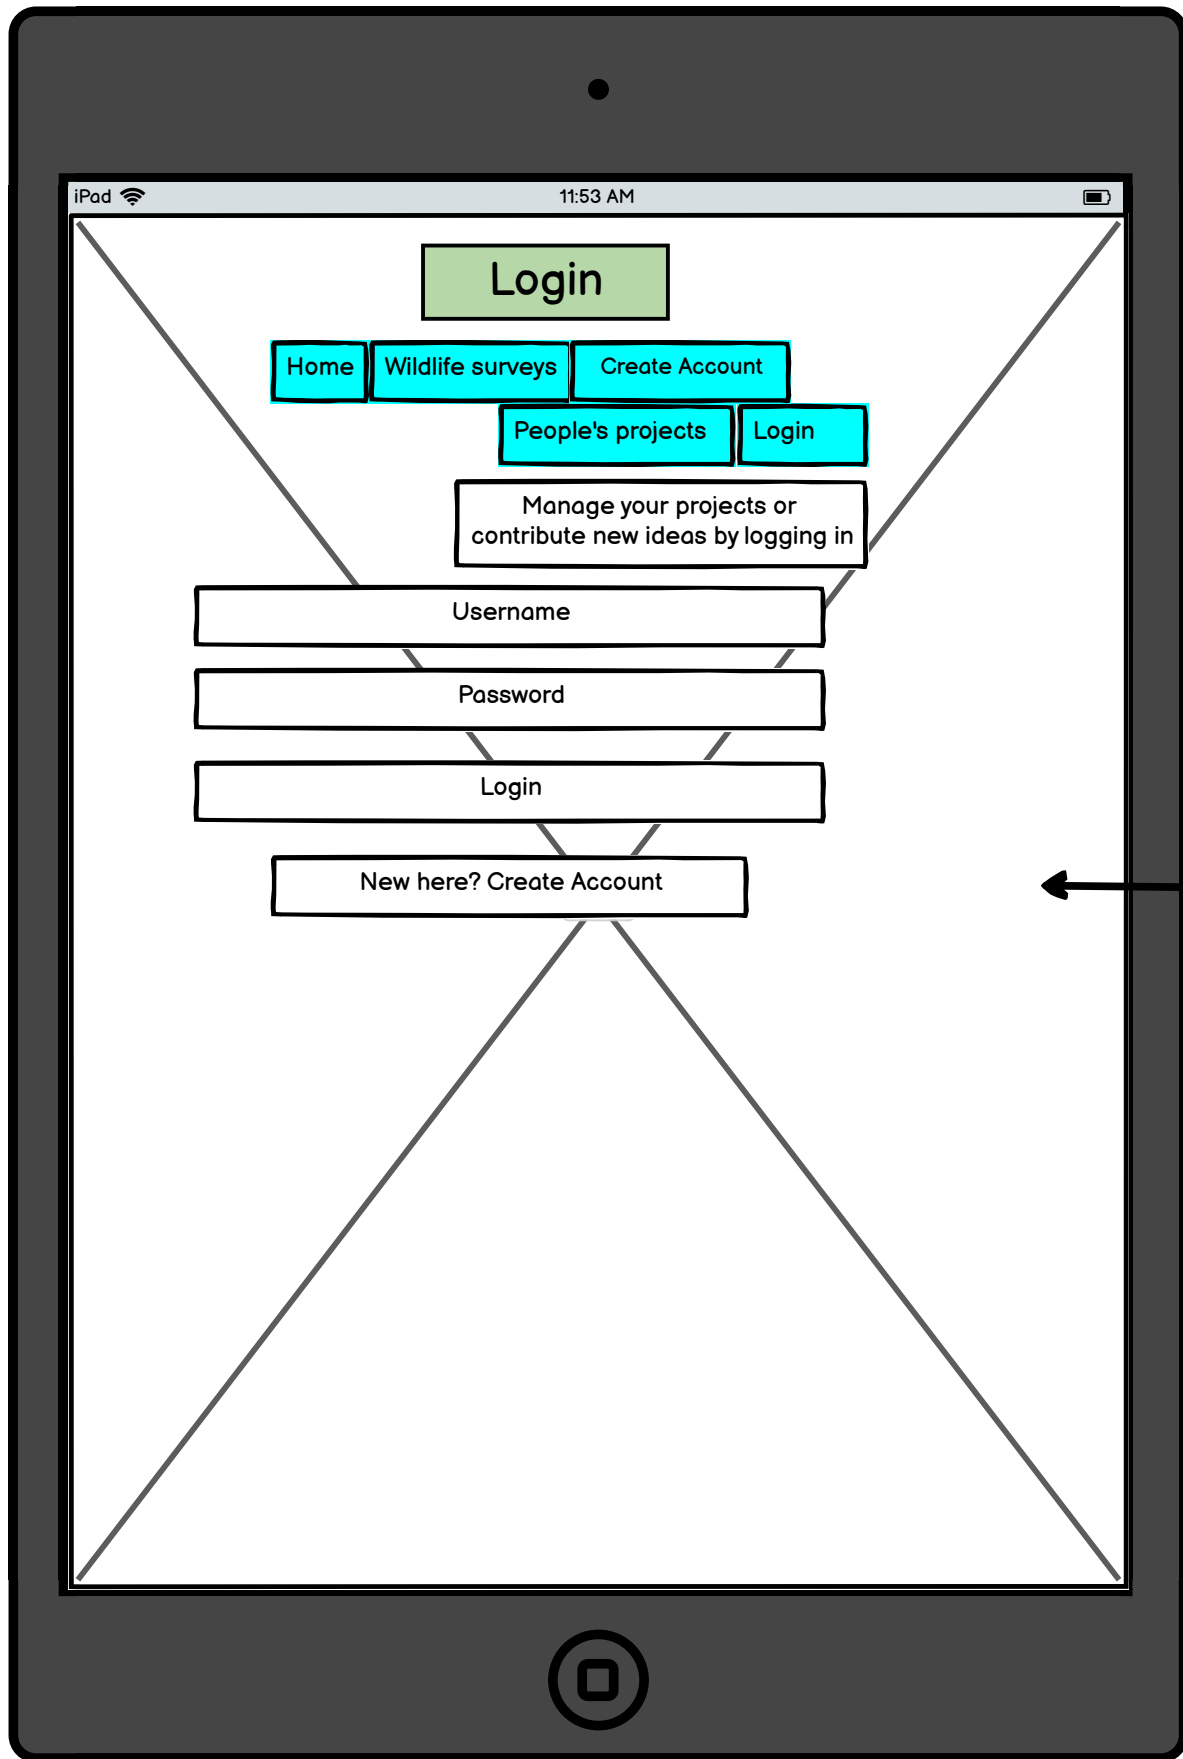 iPad 11:53 AM
Login
Home Wildlife surveys Create Account
People's projects Login
Manage your projects or
contribute new ideas by logging in
Username
Password
Login
New here? Create Account